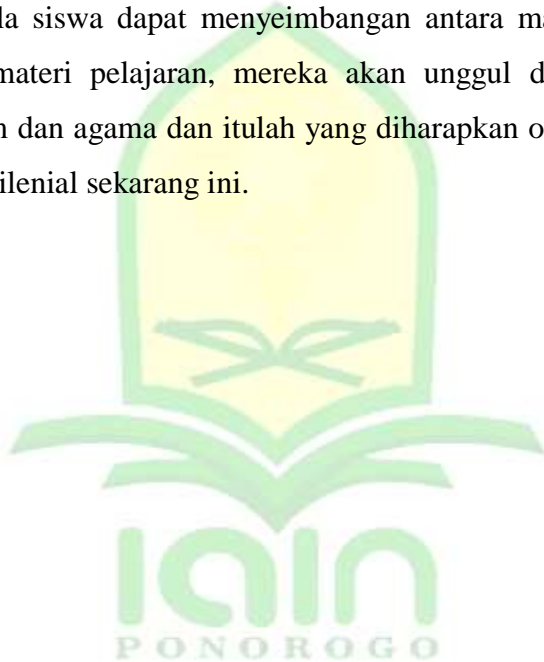 la siswa dapat menyeimbangan antara ma
materi pelajaran, mereka akan unggul d
n dan agama dan itulah yang diharapkan o
ilenial sekarang ini.
iain
PONOROGO